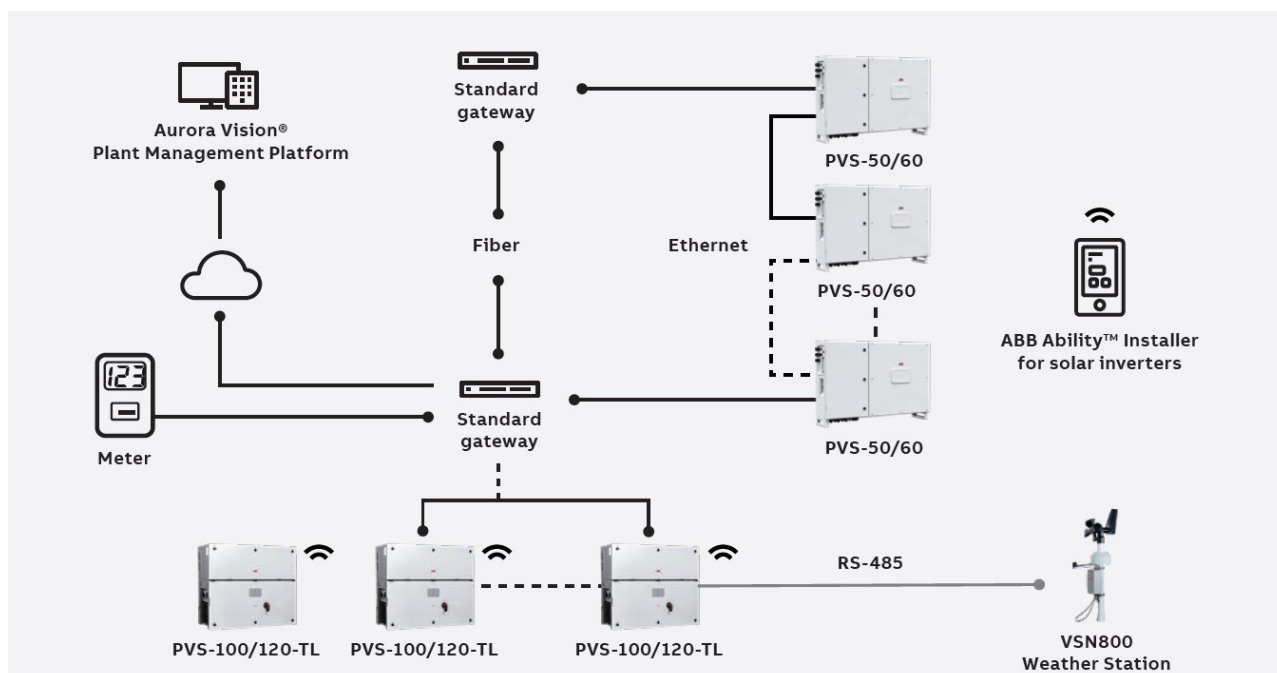 Aurora Vision®
Plant Management Platform
Standard
gateway
PVS-50/60
Fiber
Ethernet
PVS-50/60
ABB Ability™ Installer
for solar inverters
123
Meter
Standard
gateway
PVS-50/60
RS-485
PVS-100/120-TL
PVS-100/120-TL
PVS-100/120-TL
VSN800
Weather Station